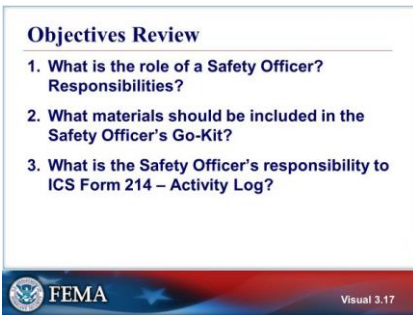 Objectives Review
1. What is the role of a Safety Officer?
Responsibilities?
2. What materials should be included in the
Safety Officer's Go-Kit?
3. What is the Safety Officer's responsibility to
ICS Form 214 – Activity Log?
FEMA
Visual 3.17